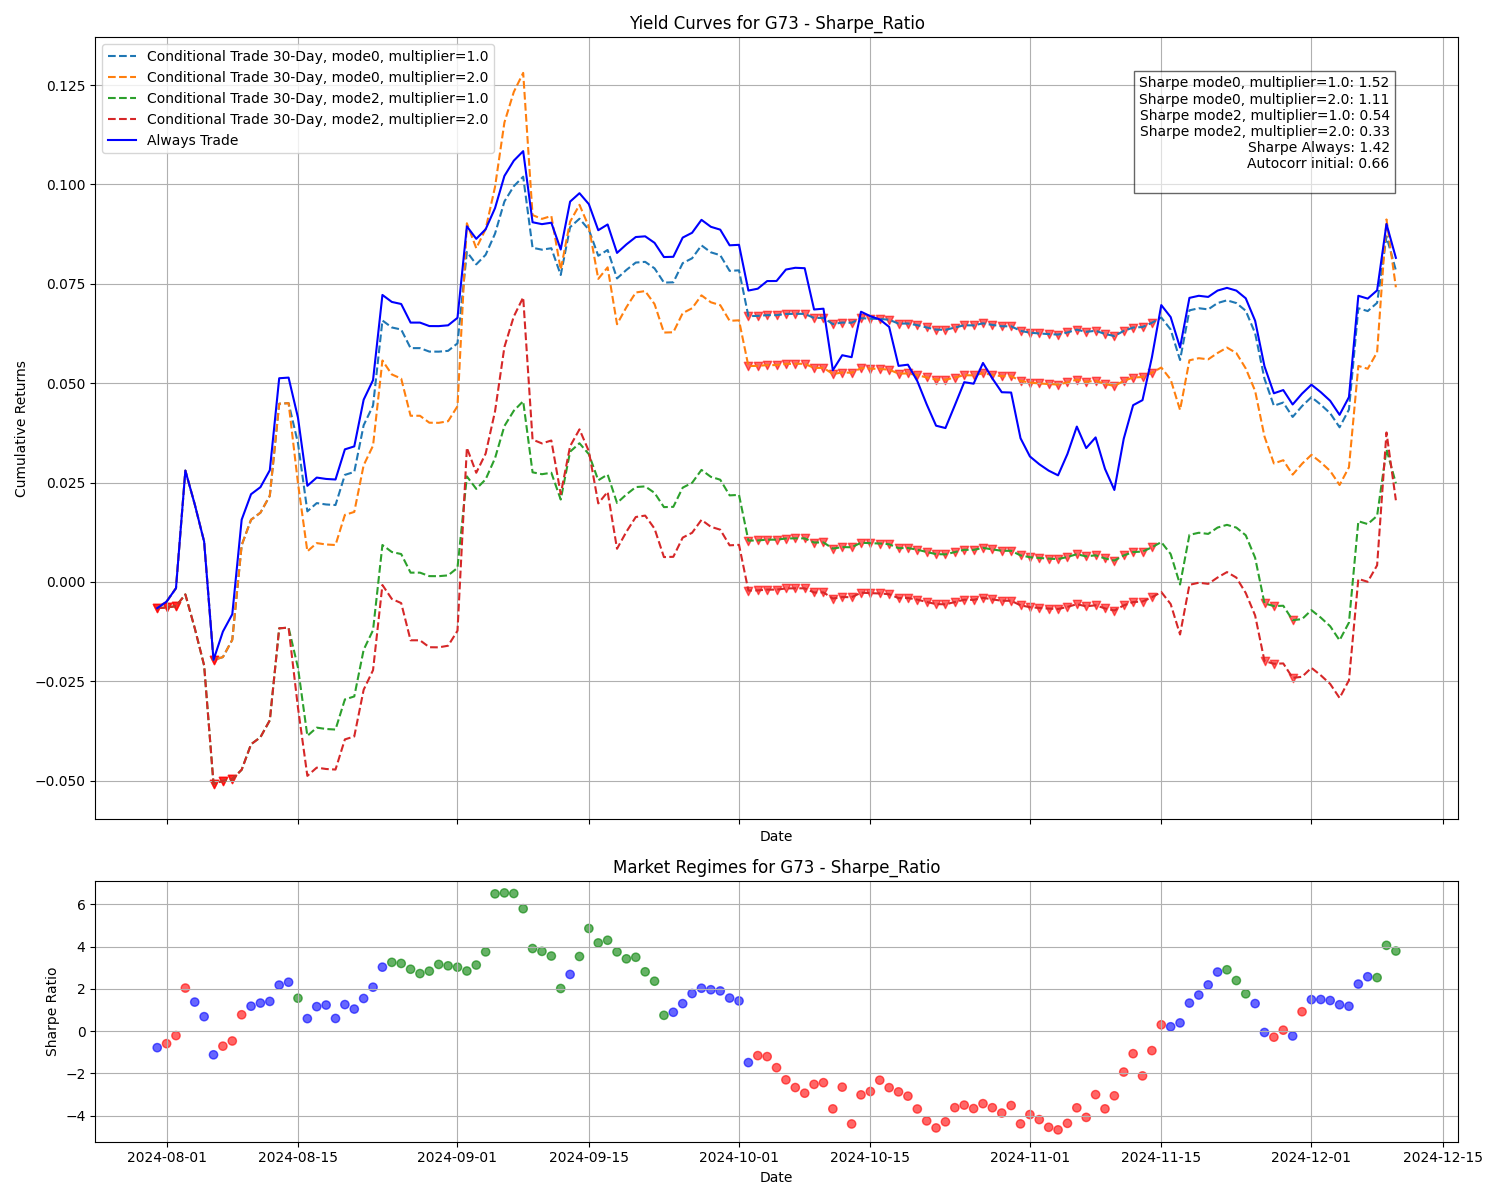 Yield Curves for G73 - Sharpe_Ratio
Conditional Trade 30-Day, mode0, multiplier=1.0
Conditional Trade 30-Day, mode0, multiplier=2.0
Conditional Trade 30-Day, mode2, multiplier=1.0
Conditional Trade 30-Day, mode2, multiplier=2.0
Always Trade
Sharpe mode0, multiplier=1.0: 1.52
Sharpe mode0, multiplier=2.0: 1.11
Sharpe mode2, multiplier=1.0: 0.54
Sharpe mode2, multiplier=2.0: 0.33
Sharpe Always: 1.42
Autocorr initial: 0.66
Cumulative Returns
0.125
0.100
0.075
0.050
0.025
0.000
−0.025
−0.050
Date
Market Regimes for G73 - Sharpe_Ratio
Sharpe Ratio
6
4
2
0
−2
−4
2024-08-01
2024-08-15
2024-09-01
2024-09-15
2024-10-01
2024-10-15
2024-11-01
2024-11-15
2024-12-01
2024-12-15
Date